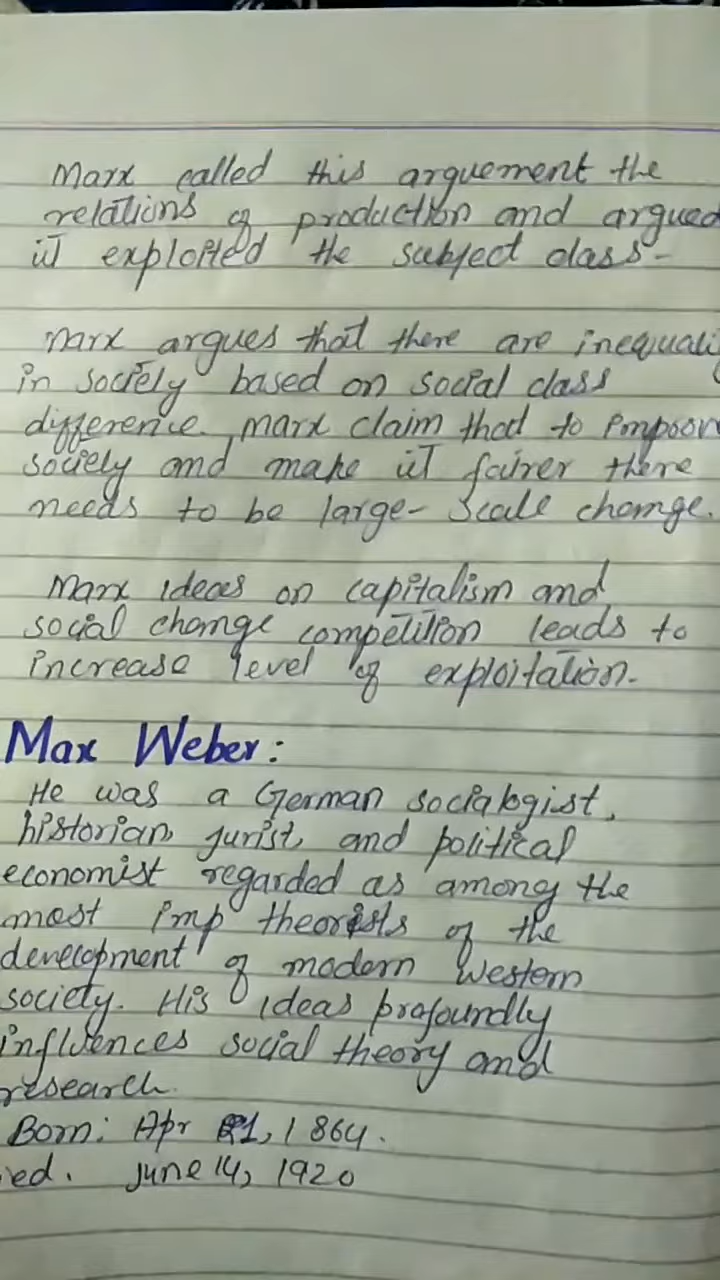 Marx called this arguement the
relations of production and argued
it exploited the subject class.
Marx argues that there are inequali
in society based on social class
difference. Marx claim that to impoov
society and make it fairer there
needs to be large-scale change.
Marx ideas on capitalism and
social change competition leads to
increase level of exploitation.
Max Weber:
He was a German socialogist,
historian, jurist, and political
economist regarded as among the
most imp theorists of the
development of modern Western
society. His ideas profoundly
influences social theory and
research.
Born: Apr 21, 1864.
ied. June 14, 1920